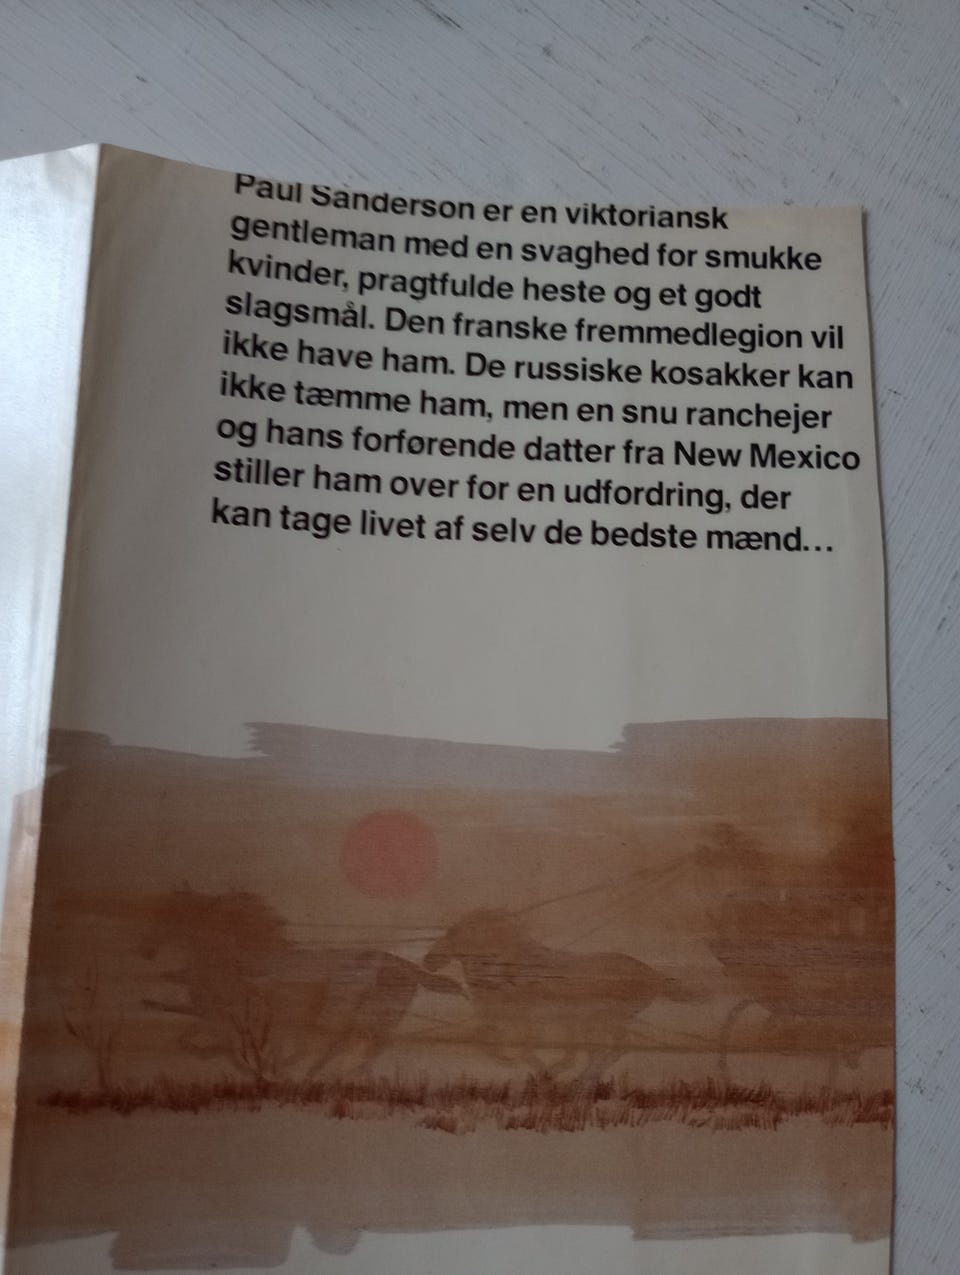 Paul Sanderson er en viktoriansk
gentleman med en svaghed for smukke
kvinder, pragtfulde heste og et godt
slagsmål. Den franske fremmedlegion vil
ikke have ham. De russiske kosakker kan
ikke tæmme ham, men en snu ranchejer
og hans forførende datter fra New Mexico
stiller ham over for en udfordring, der
kan tage livet af selv de bedste mænd...